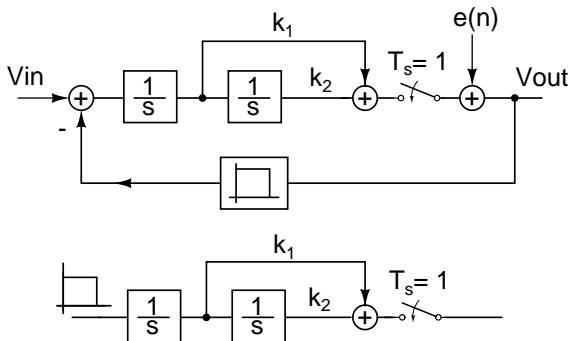 k₁
e(n)
Tₛ= 1
Vin
1/s
1/s
k₂
Vout
-
k₁
Tₛ= 1
1/s
1/s
k₂